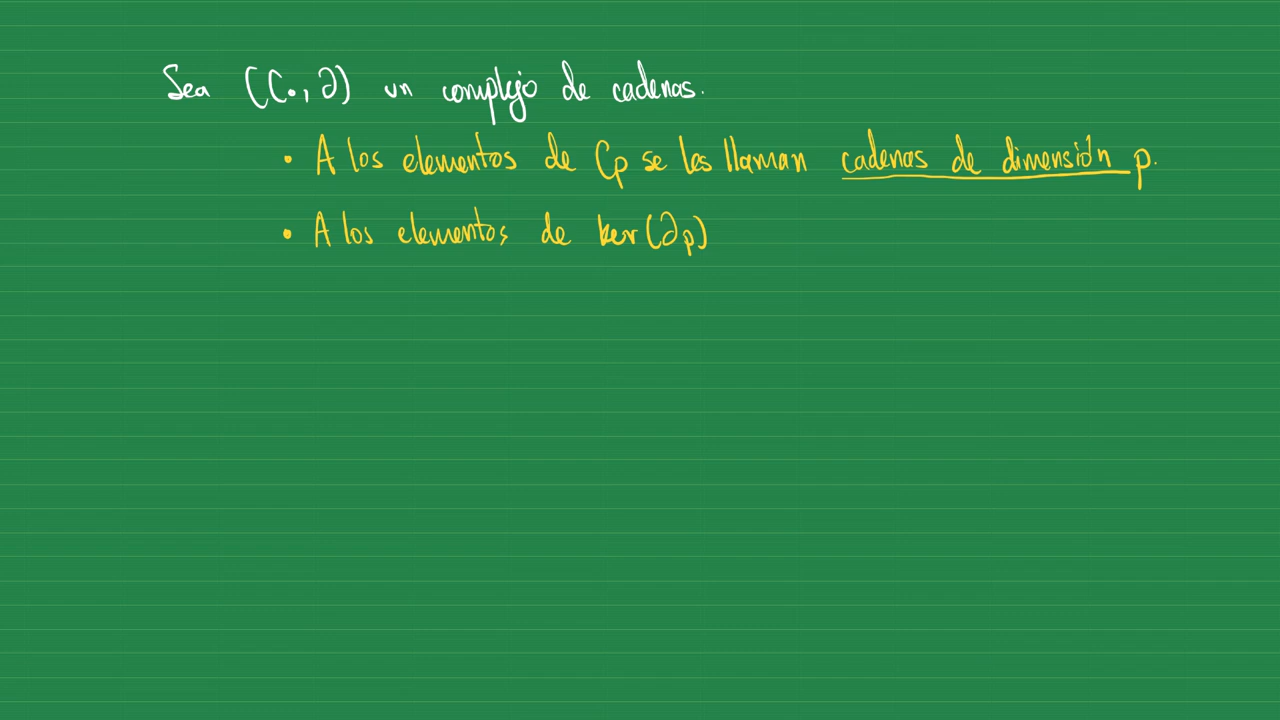 Sea (C•, ∂) un complejo de cadenas.
• A los elementos de Cp se les llaman cadenas de dimensión p.
• A los elementos de ker(∂p)